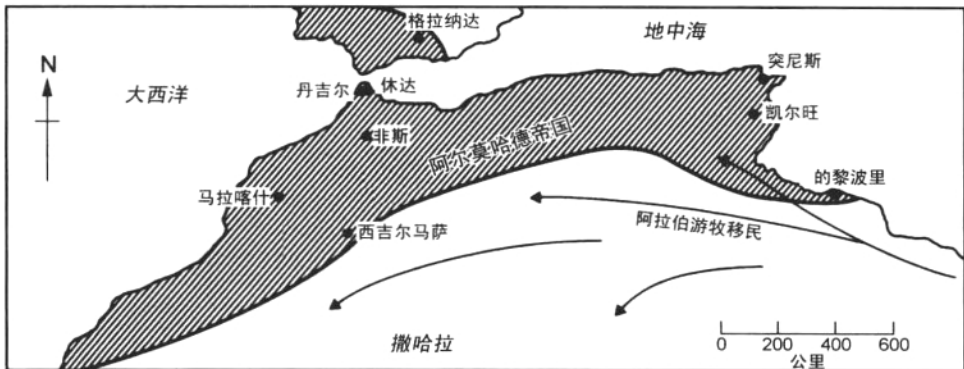 格拉纳达
地中海
N
突尼斯
大西洋
丹吉尔
休达
凯尔旺
非斯
阿尔莫哈德帝国
马拉喀什
的黎波里
西吉尔马萨
阿拉伯游牧移民
撒哈拉
0 200 400 600
公里